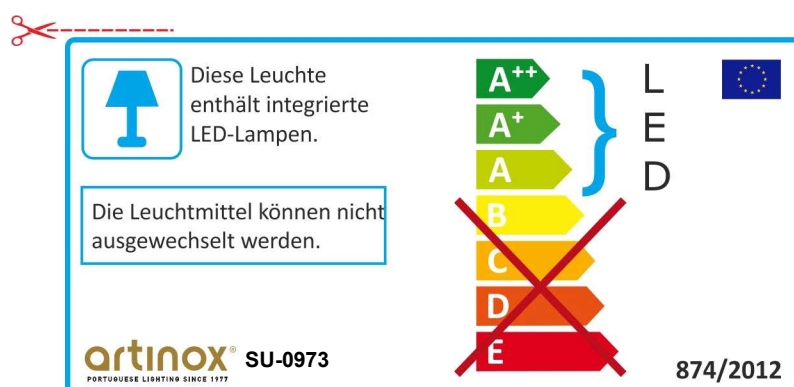 Diese Leuchte
enthält integrierte
LED-Lampen.
Die Leuchtmittel können nicht
ausgewechselt werden.
A++
A+
A
B
C
D
E
L
E
D
artinox® SU-0973
PORTUGUESE LIGHTING SINCE 1977
874/2012